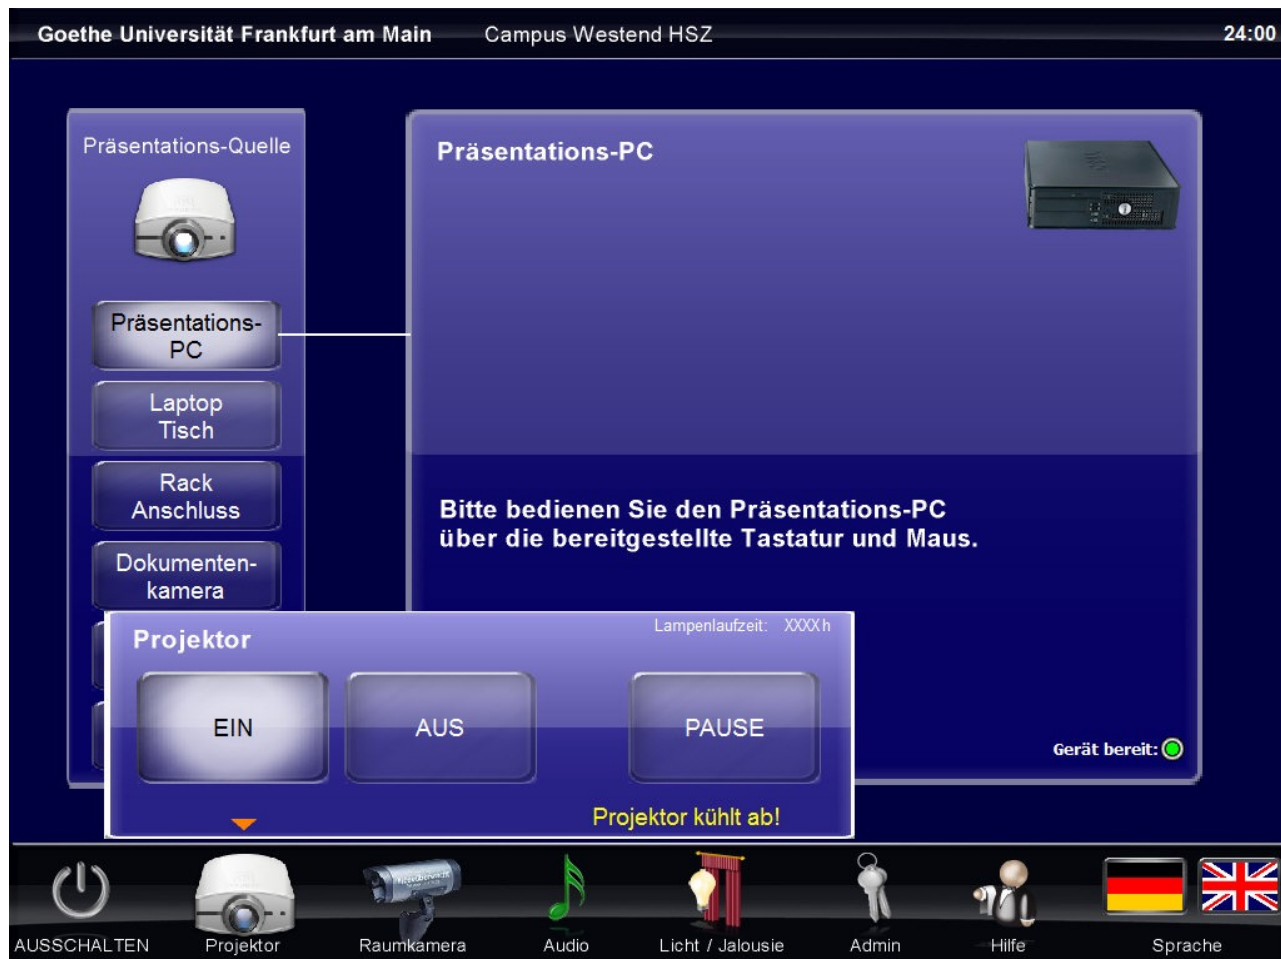 Goethe Universität Frankfurt am Main Campus Westend HSZ 24:00
Präsentations-Quelle
Präsentations-
PC
Laptop
Tisch
Rack
Anschluss
Dokumenten-
kamera
Präsentations-PC
Bitte bedienen Sie den Präsentations-PC
über die bereitgestellte Tastatur und Maus.
Gerät bereit:
Projektor
Lampenlaufzeit: XXXX h
EIN
AUS
PAUSE
Projektor kühlt ab!
AUSSCHALTEN
Projektor
Raumkamera
Audio
Licht / Jalousie
Admin
Hilfe
Sprache